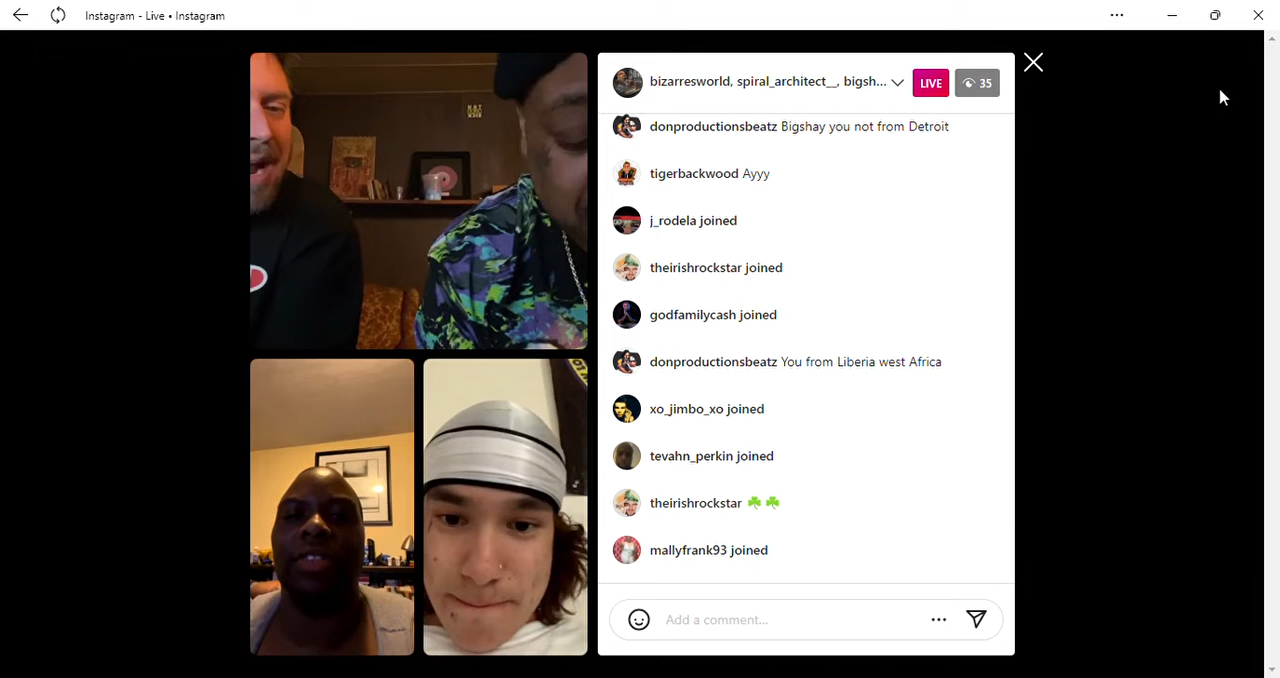 Instagram - Live • Instagram
bizarresworld, spiral_architect__, bigsh...
LIVE
35
donproductionsbeatz Bigshay you not from Detroit
tigerbackwood Ayyy
j_rodela joined
theirishrockstar joined
godfamilycash joined
donproductionsbeatz You from Liberia west Africa
xo_jimbo_xo joined
tevahn_perkin joined
theirishrockstar ☘️ ☘️
mallyfrank93 joined
Add a comment...